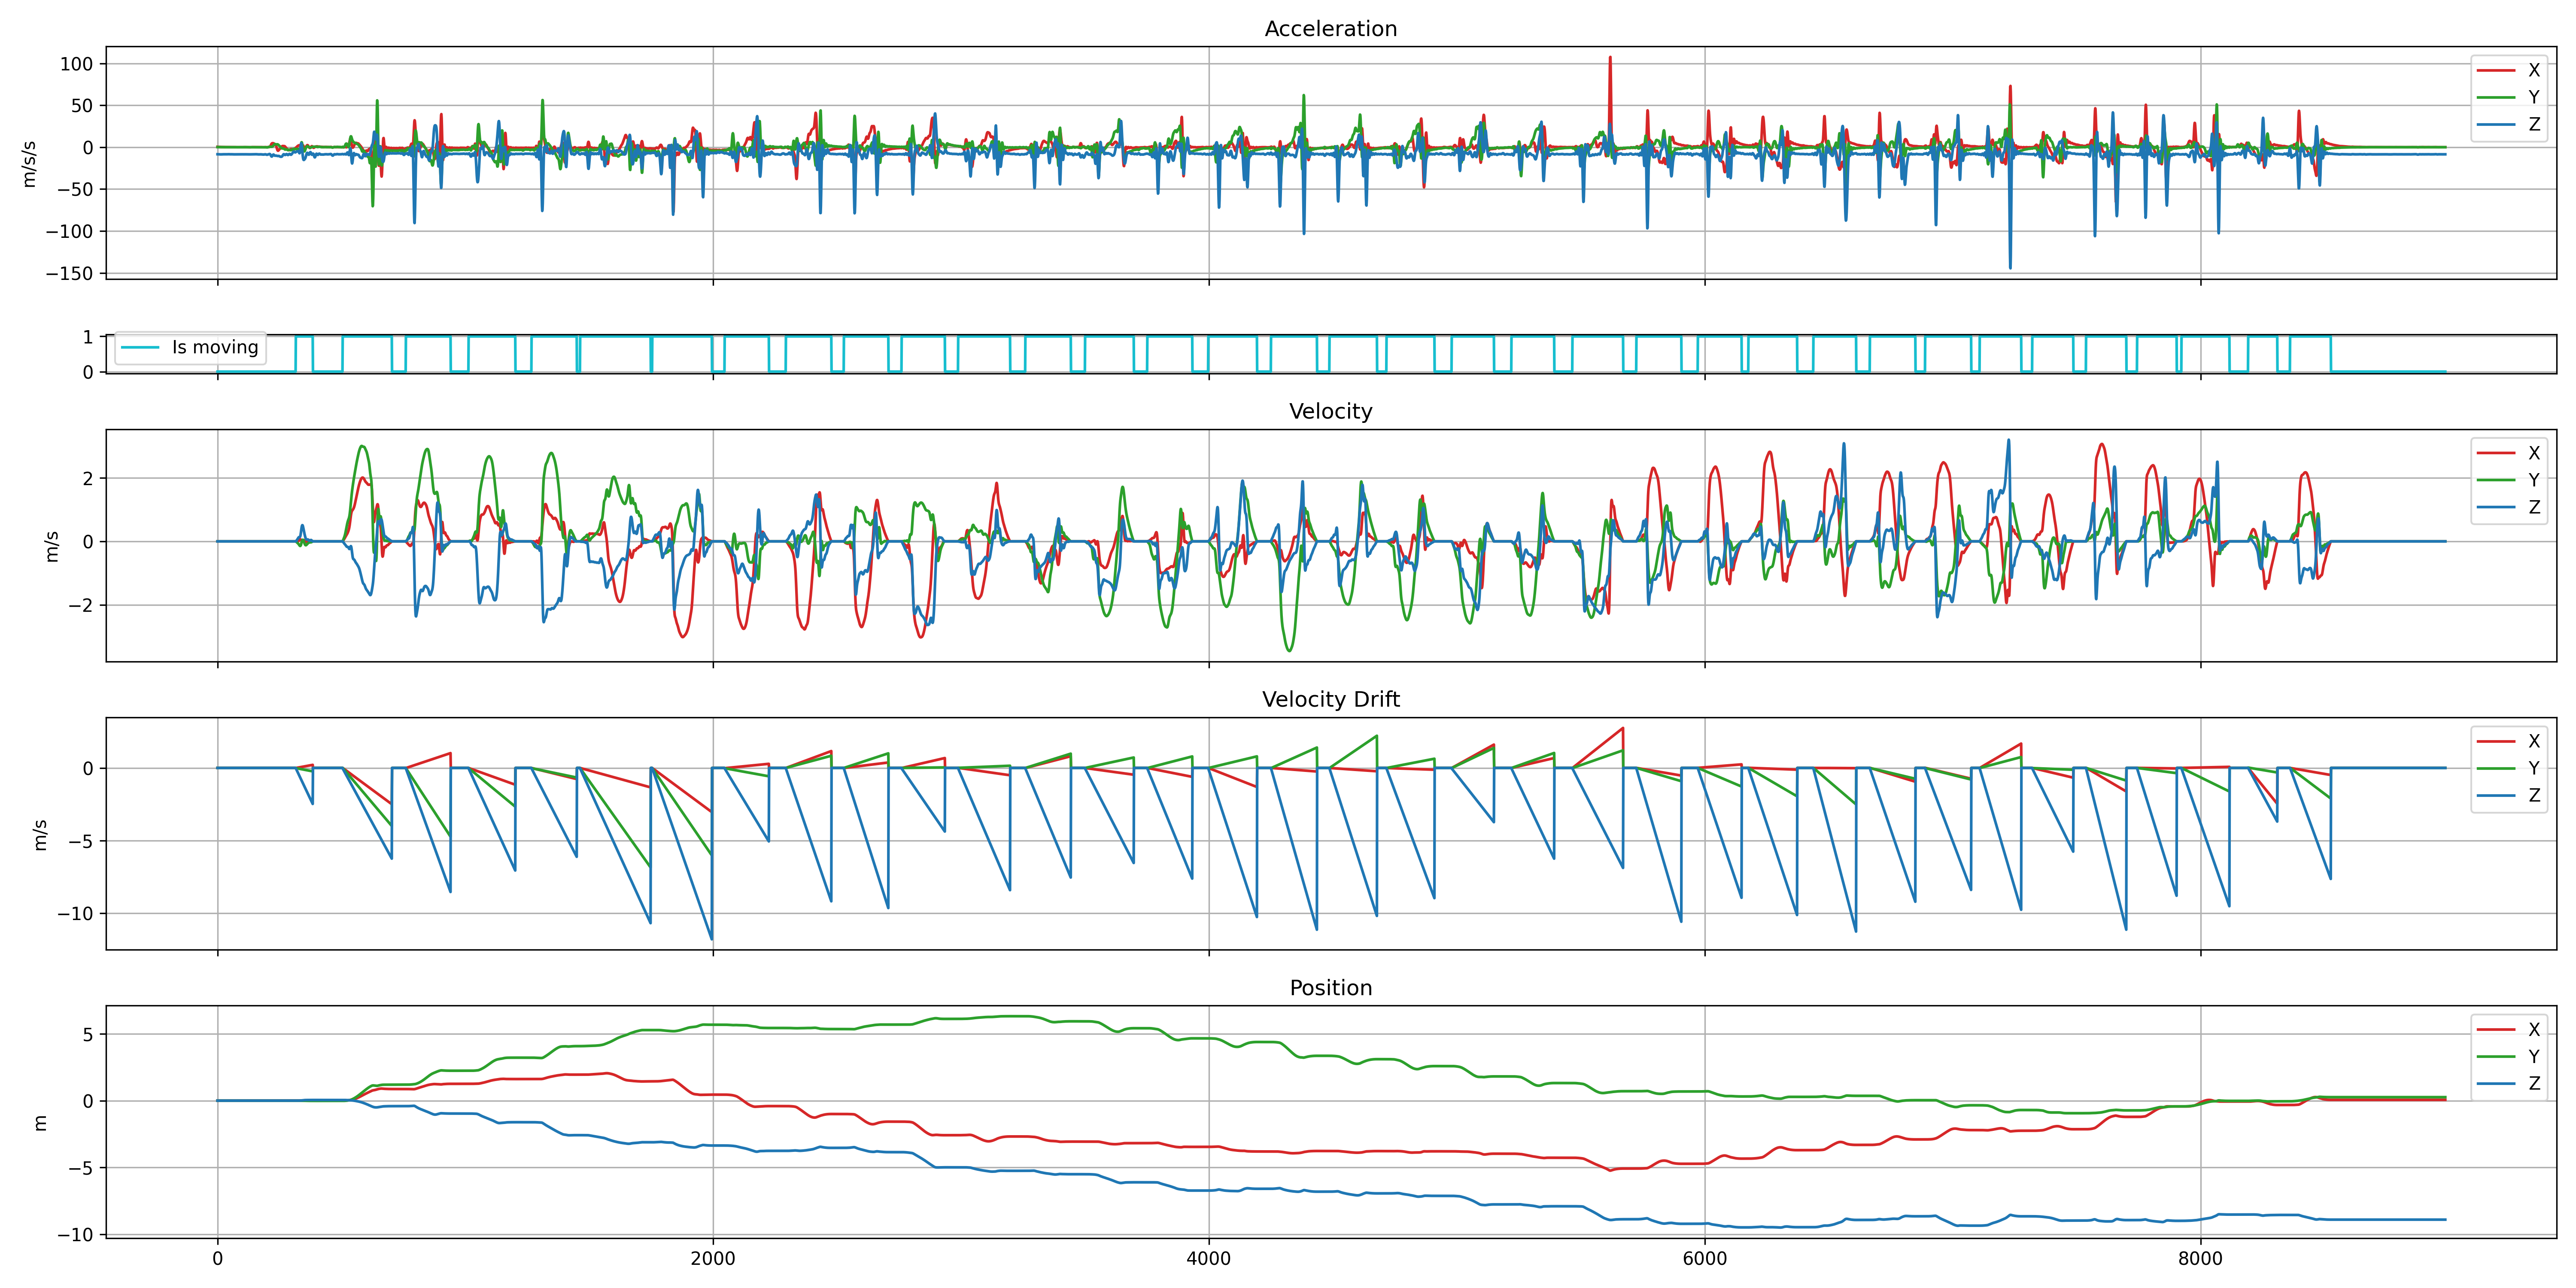 Acceleration
m/s/s
100
50
0
−50
−100
−150
X
Y
Z
1
0
Is moving
Velocity
m/s
2
0
−2
X
Y
Z
Velocity Drift
m/s
0
−5
−10
X
Y
Z
Position
m
5
0
−5
−10
X
Y
Z
0 2000 4000 6000 8000